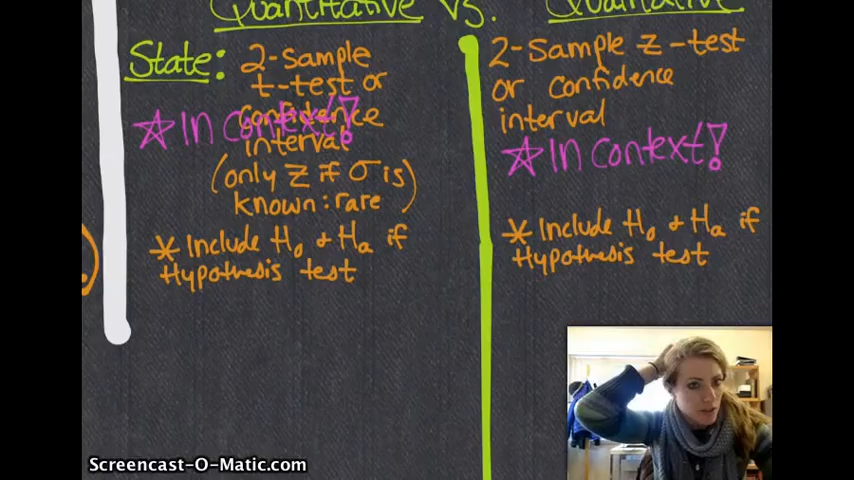 Quantitative vs. Qualitative
State:
2-Sample
t-test or
confidence
interval
☆ In context!
(only Z if σ is
known: rare)
* Include H₀ & Hₐ if
Hypothesis test
2-Sample z-test
or confidence
interval
☆ In context!
* Include H₀ & Hₐ if
Hypothesis test
Screencast-O-Matic.com